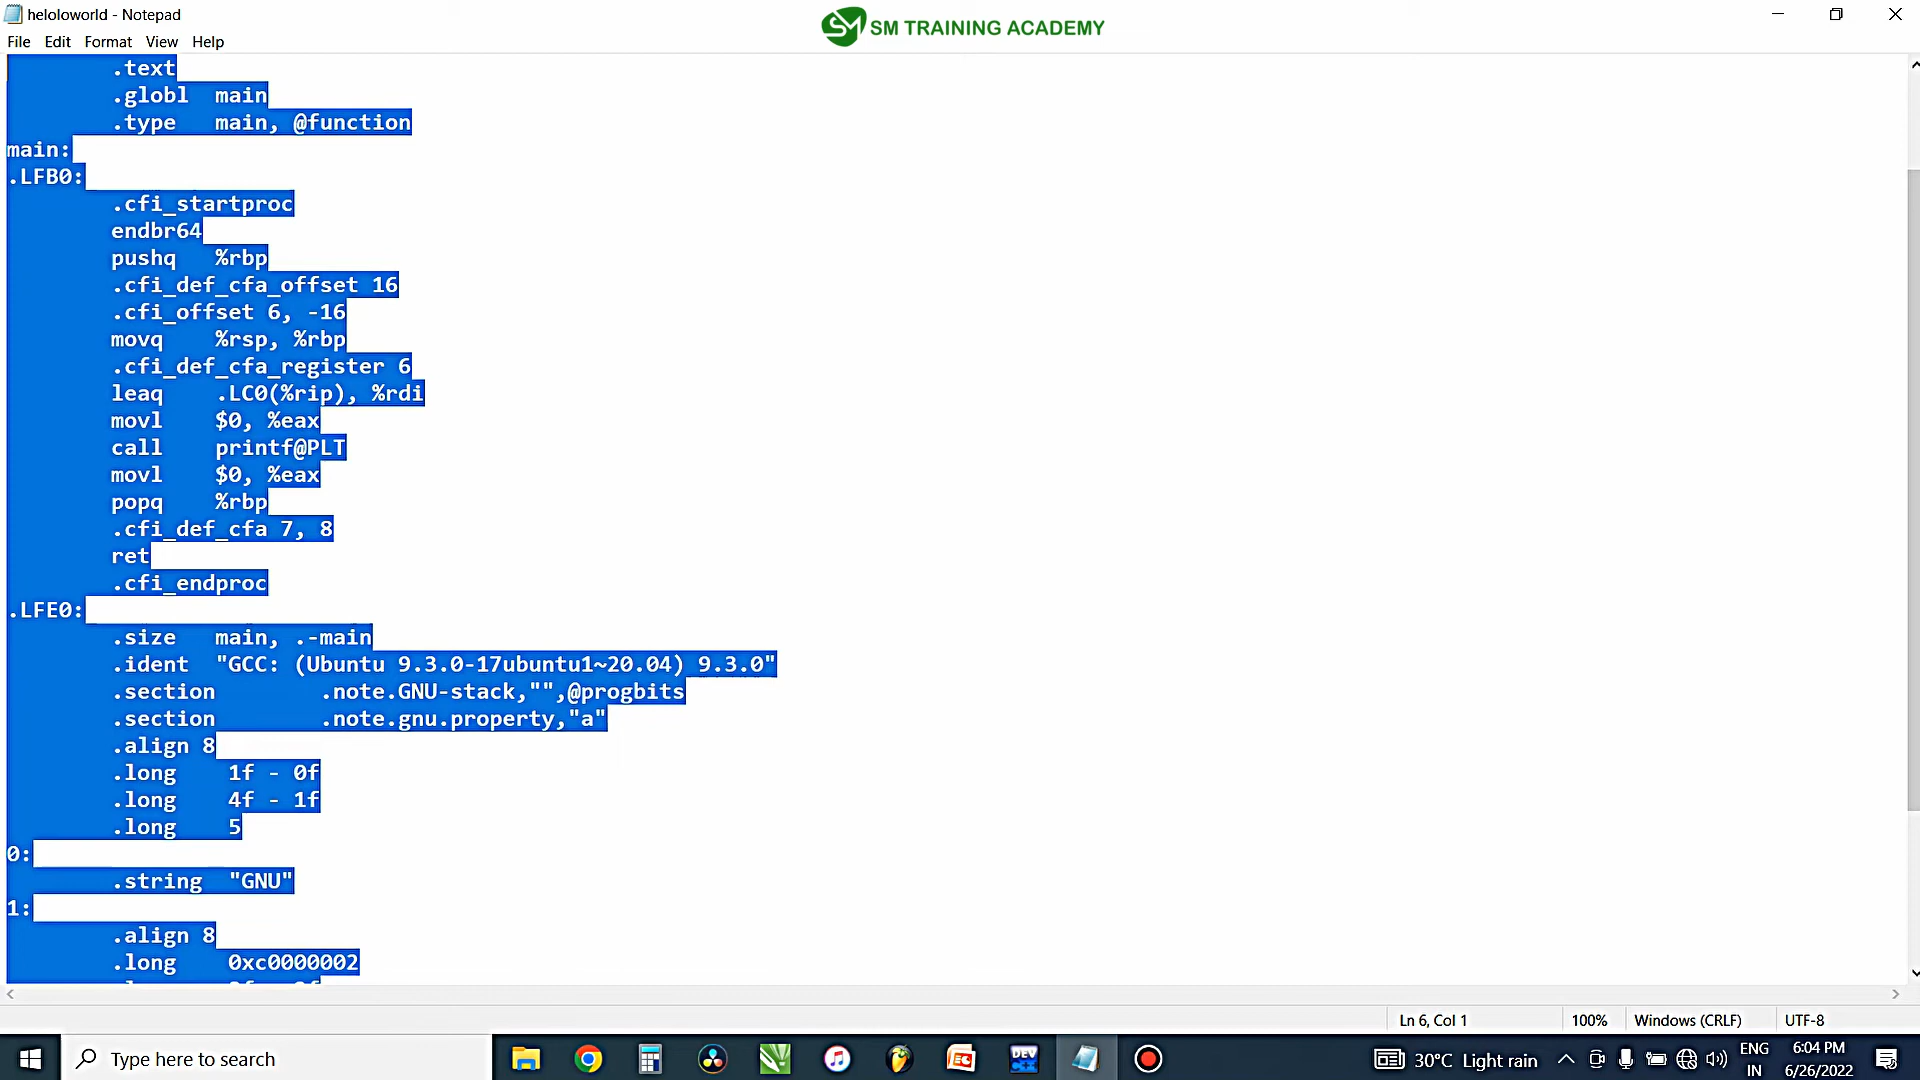 heloloworld - Notepad
SM TRAINING ACADEMY
File Edit Format View Help
.text
.globl main
.type main, @function
main:
.LFB0:
.cfi_startproc
endbr64
pushq %rbp
.cfi_def_cfa_offset 16
.cfi_offset 6, -16
movq %rsp, %rbp
.cfi_def_cfa_register 6
leaq .LC0(%rip), %rdi
movl $0, %eax
call printf@PLT
movl $0, %eax
popq %rbp
.cfi_def_cfa 7, 8
ret
.cfi_endproc
.LFE0:
.size main, .-main
.ident "GCC: (Ubuntu 9.3.0-17ubuntu1~20.04) 9.3.0"
.section .note.GNU-stack,"",@progbits
.section .note.gnu.property,"a"
.align 8
.long 1f - 0f
.long 4f - 1f
.long 5
0:
.string "GNU"
1:
.align 8
.long 0xc0000002
Ln 6, Col 1 100% Windows (CRLF) UTF-8
Type here to search
DEV C++
30°C Light rain
ENG IN
6:04 PM
6/26/2022